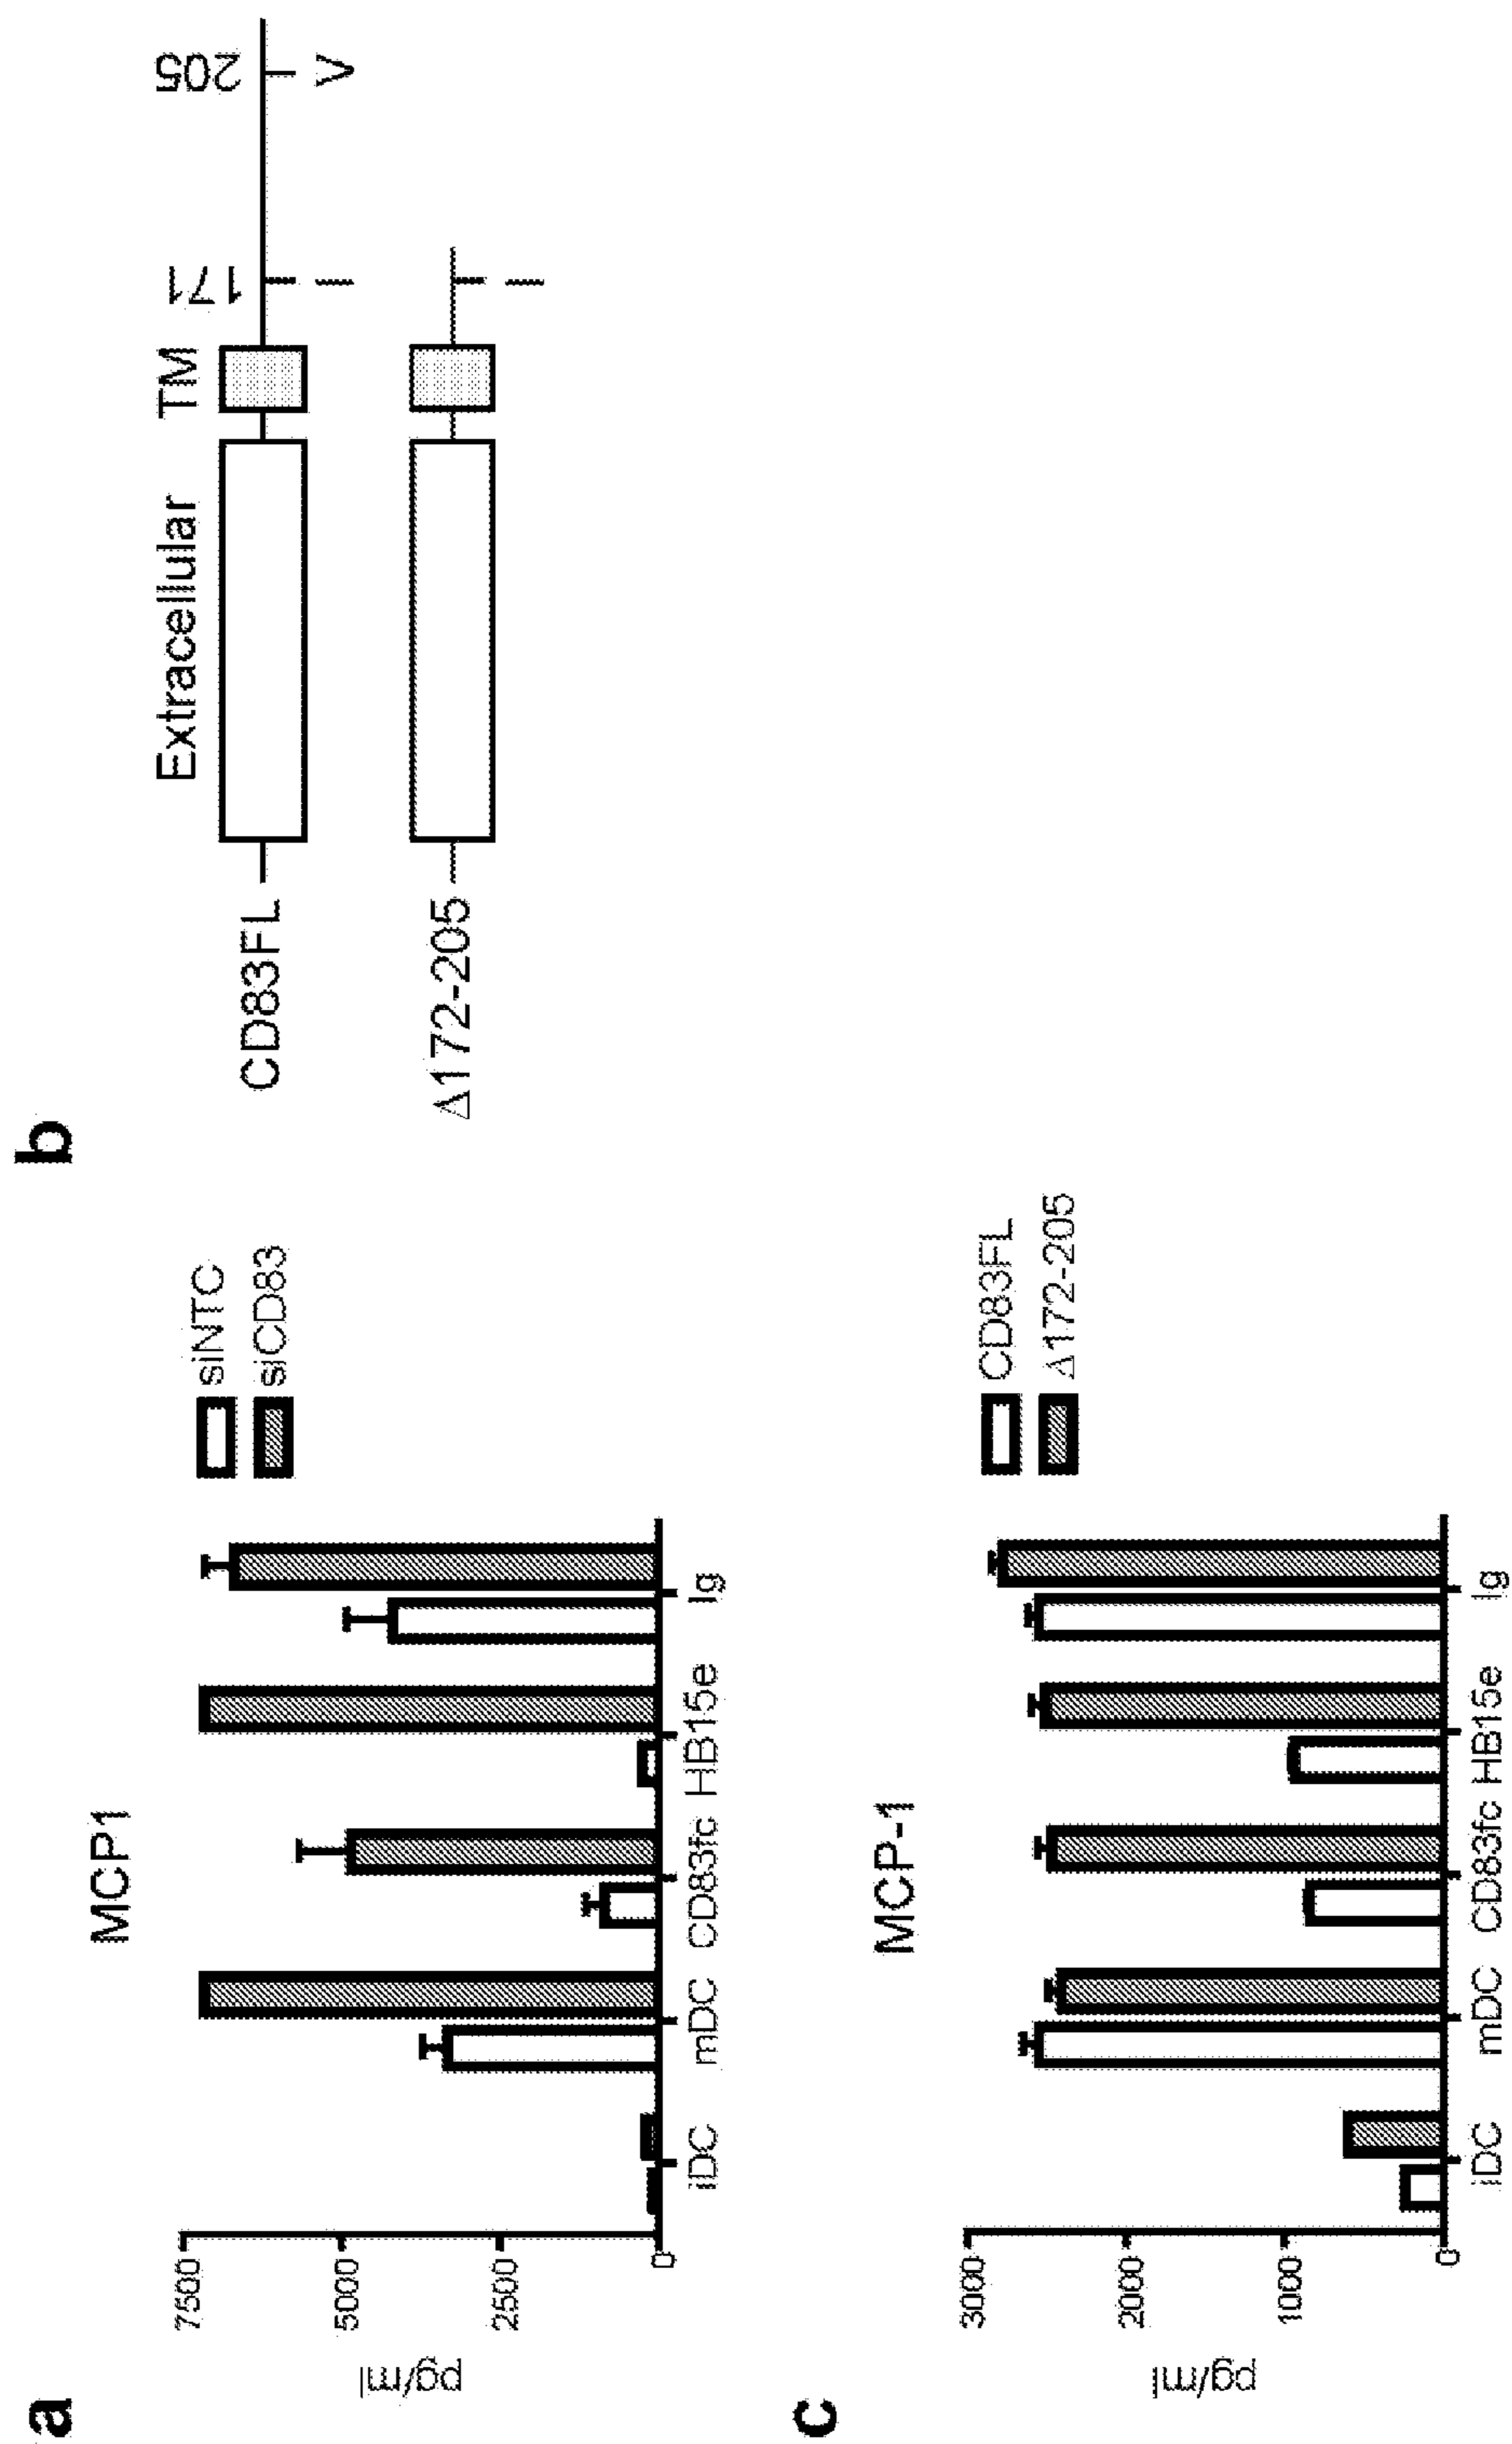 a
MCP1
pg/ml
7500
5000
2500
0
iDC mDC CD83fc HB15e Ig
siNTC
siCD83
b
Extracellular TM 171 205
CD83FL
I V
Δ172-205
I
c
MCP-1
pg/ml
3000
2000
1000
0
iDC mDC CD83fc HB15e Ig
CD83FL
Δ172-205